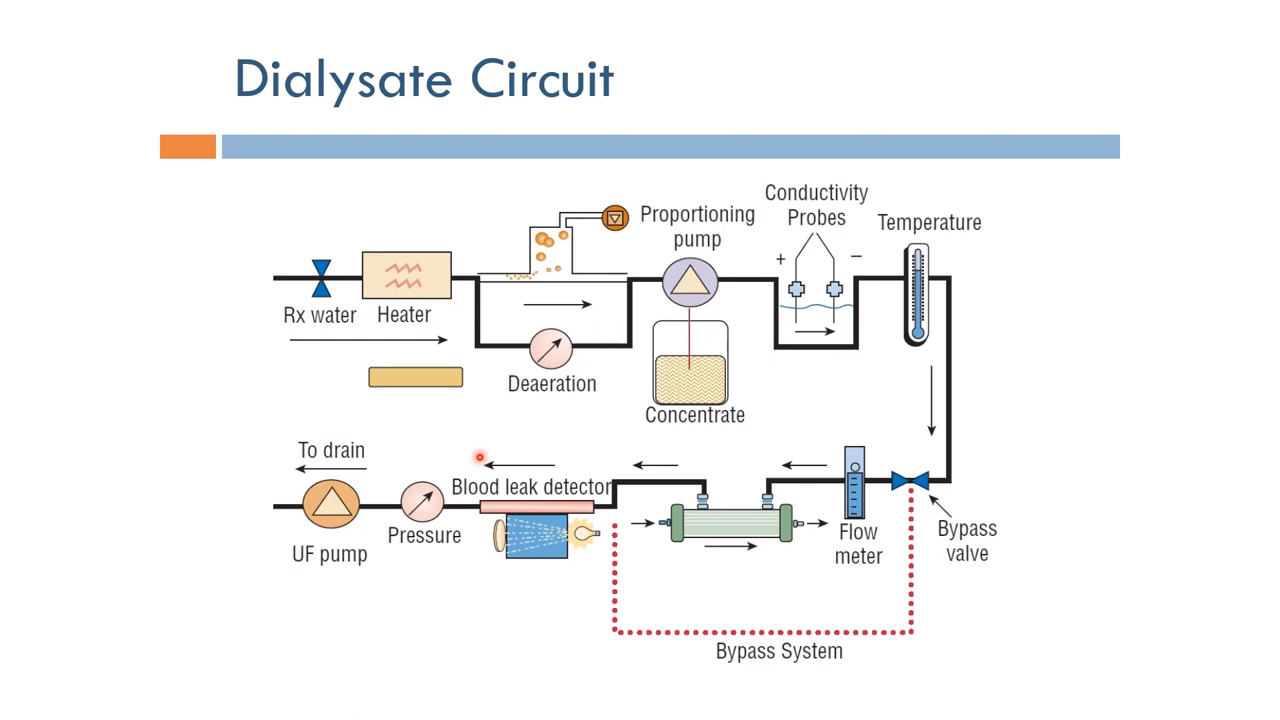 Dialysate Circuit
Conductivity
Probes
Proportioning
pump
Temperature
+
−
Rx water
Heater
Deaeration
Concentrate
To drain
Blood leak detector
UF pump
Pressure
Flow
meter
Bypass
valve
Bypass System